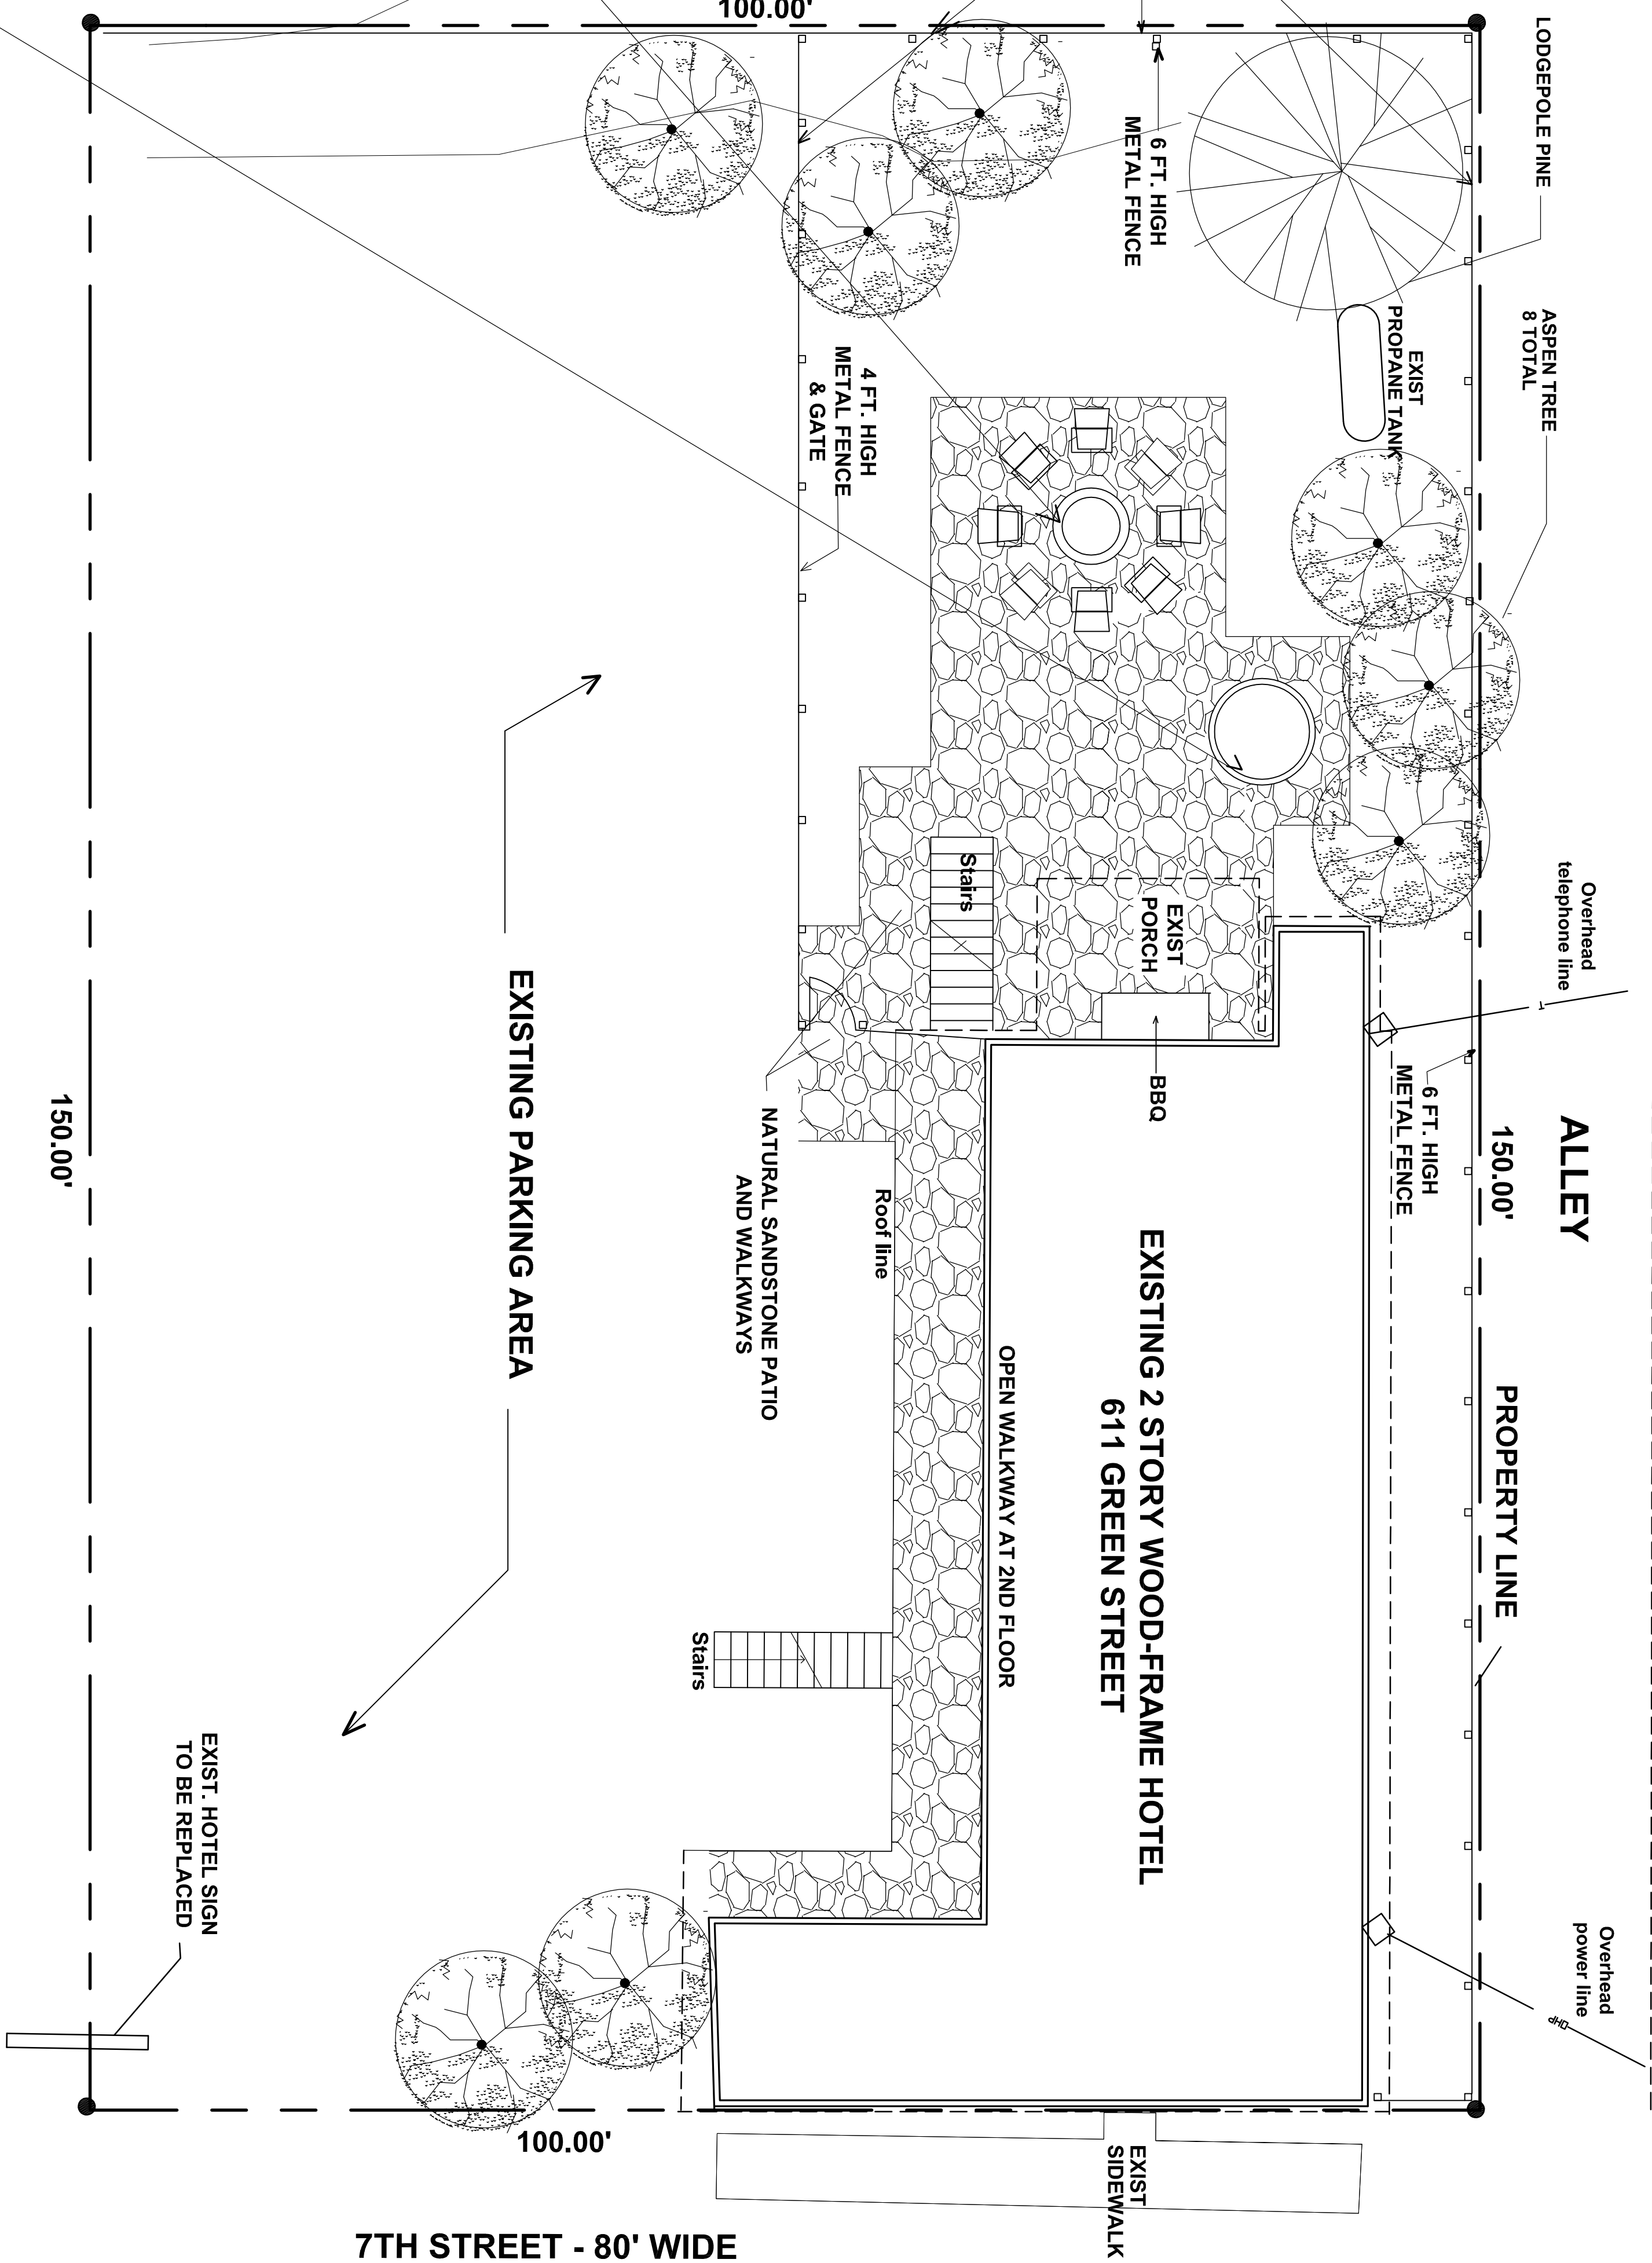 100.00'
LODGEPOLE PINE
6 FT. HIGH
METAL FENCE
ASPEN TREE
8 TOTAL
EXIST
PROPANE TANK
4 FT. HIGH
METAL FENCE
& GATE
Overhead
telephone line
Stairs
EXIST
PORCH
BBQ
6 FT. HIGH
METAL FENCE
ALLEY
150.00'
150.00'
EXISTING PARKING AREA
NATURAL SANDSTONE PATIO
AND WALKWAYS
Roof line
OPEN WALKWAY AT 2ND FLOOR
EXISTING 2 STORY WOOD-FRAME HOTEL
611 GREEN STREET
PROPERTY LINE
Stairs
EXIST. HOTEL SIGN
TO BE REPLACED
Overhead
power line
OHP
100.00'
EXIST
SIDEWALK
7TH STREET - 80' WIDE